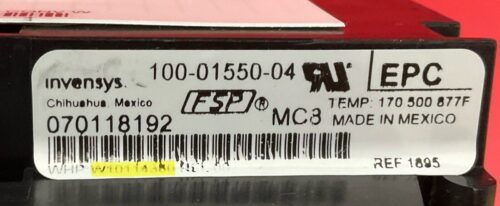 invensys 100-01550-04 EPC
Chihuahua, Mexico FSP® MC8 TEMP: 170 500 877F
070118192 MADE IN MEXICO
WHP REF 1895